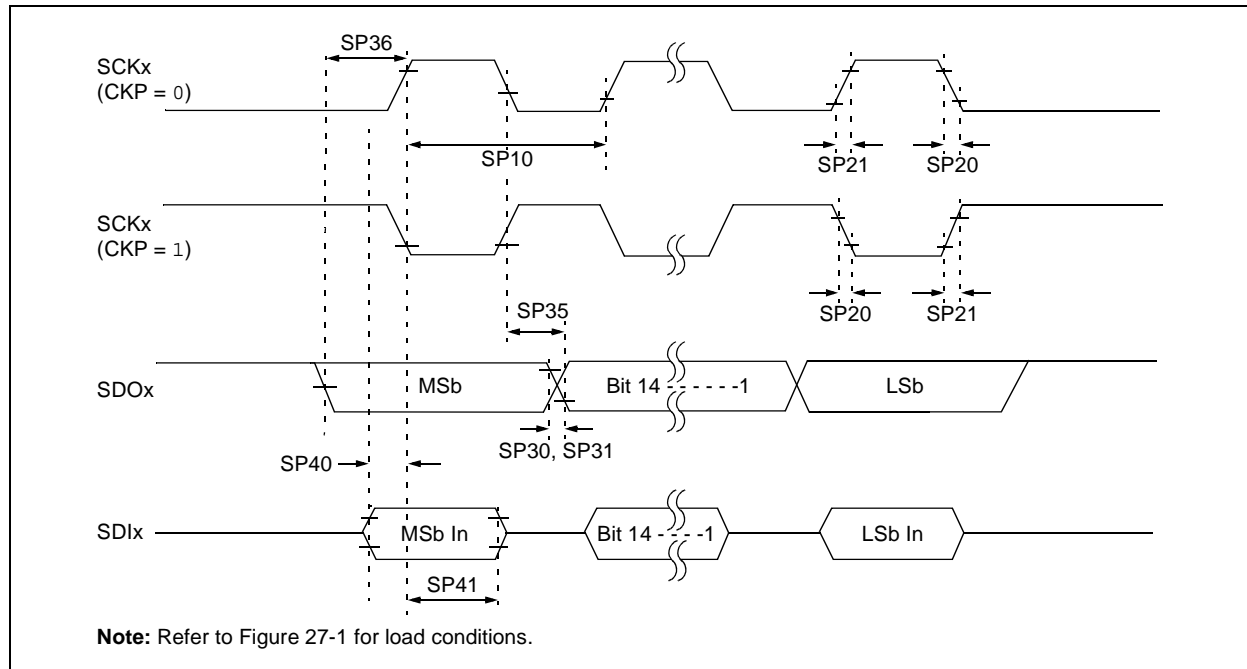 SP36
SCKx
(CKP = 0)
SP10
SP21
SP20
SCKx
(CKP = 1)
SP35
SP20
SP21
SDOx
MSb
Bit 14 - - - - - -1
LSb
SP30, SP31
SP40
SDIx
MSb In
Bit 14 - - - -1
LSb In
SP41
Note: Refer to Figure 27-1 for load conditions.